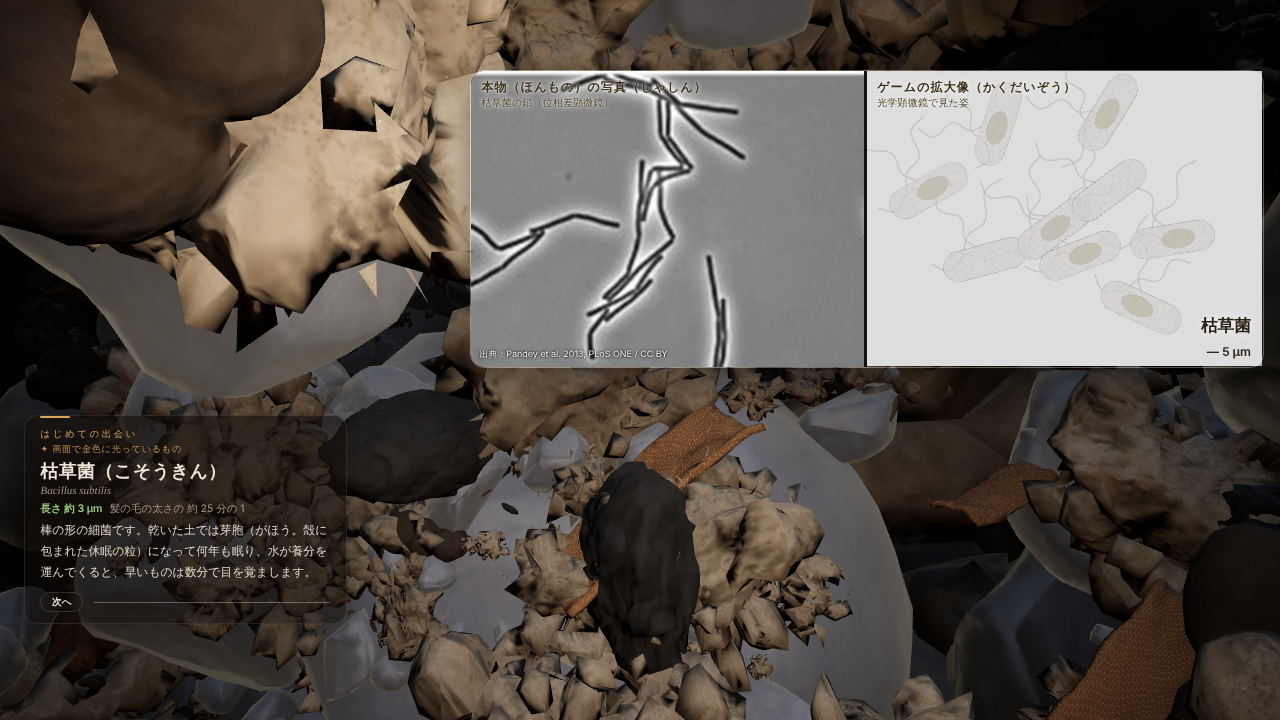 本物（ほんもの）の写真（しゃしん）
枯草菌の鎖（位相差顕微鏡）
出典：Pandey et al. 2013, PLoS ONE / CC BY
ゲームの拡大像（かくだいぞう）
光学顕微鏡で見た姿
枯草菌
— 5 µm
はじめての出会い
✦ 画面で金色に光っているもの
枯草菌（こそうきん）
Bacillus subtilis
長さ 約 3 µm 髪の毛の太さの 約 25 分の 1
棒の形の細菌です。乾いた土では芽胞（がほう。殻に
包まれた休眠の粒）になって何年も眠り、水が養分を
運んでくると、早いものは数分で目を覚まします。
次へ